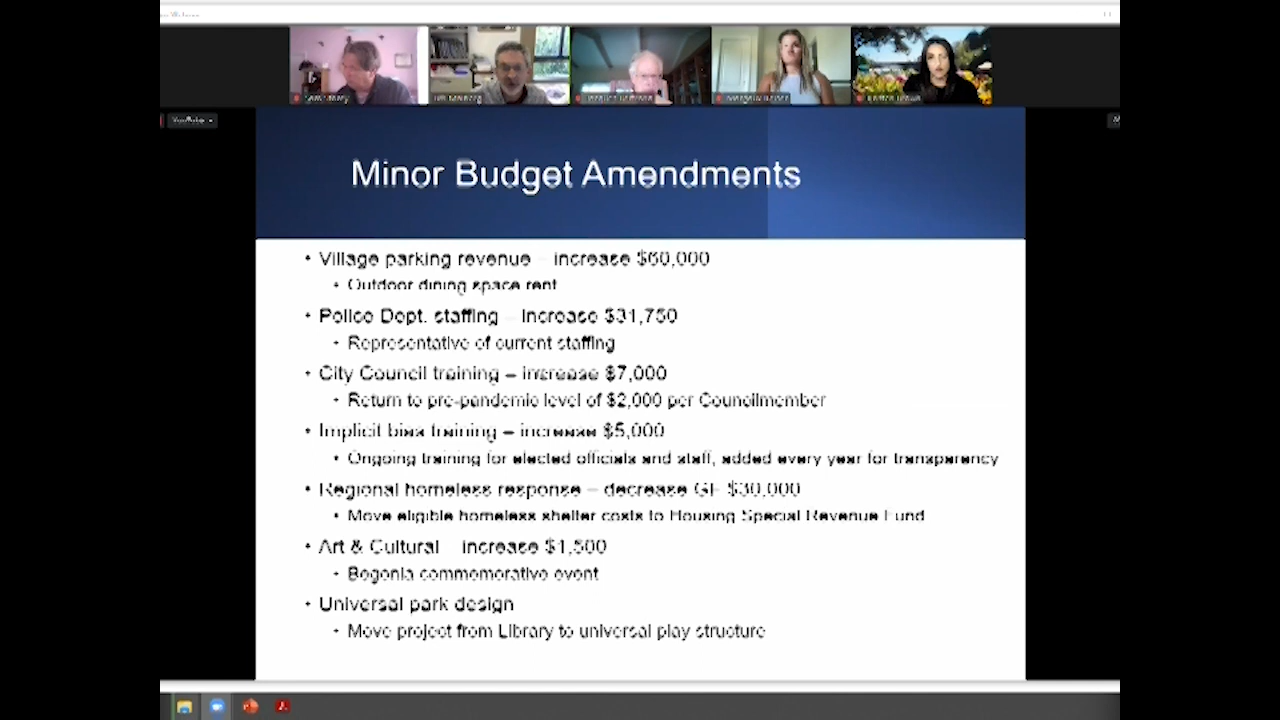 Minor Budget Amendments
• Village parking revenue – increase $60,000
• Outdoor dining space rent
• Police Dept. staffing – increase $31,750
• Representative of current staffing
• City Council training – increase $7,000
• Return to pre-pandemic level of $2,000 per Councilmember
• Implicit bias training – increase $5,000
• Ongoing training for elected officials and staff, added every year for transparency
• Regional homeless response – decrease GF $30,000
• Move eligible homeless shelter costs to Housing Special Revenue Fund
• Art & Cultural – increase $1,500
• Begonia commemorative event
• Universal park design
• Move project from Library to universal play structure